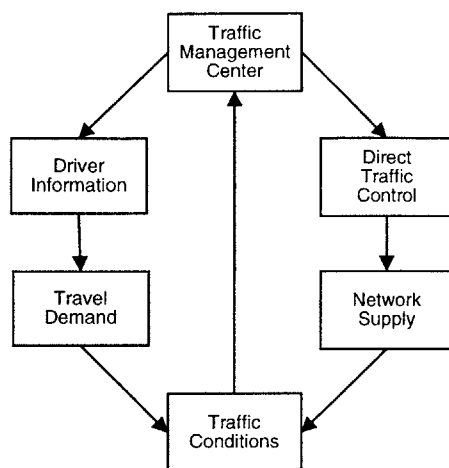 Traffic
Management
Center
Driver
Information
Direct
Traffic
Control
Travel
Demand
Network
Supply
Traffic
Conditions